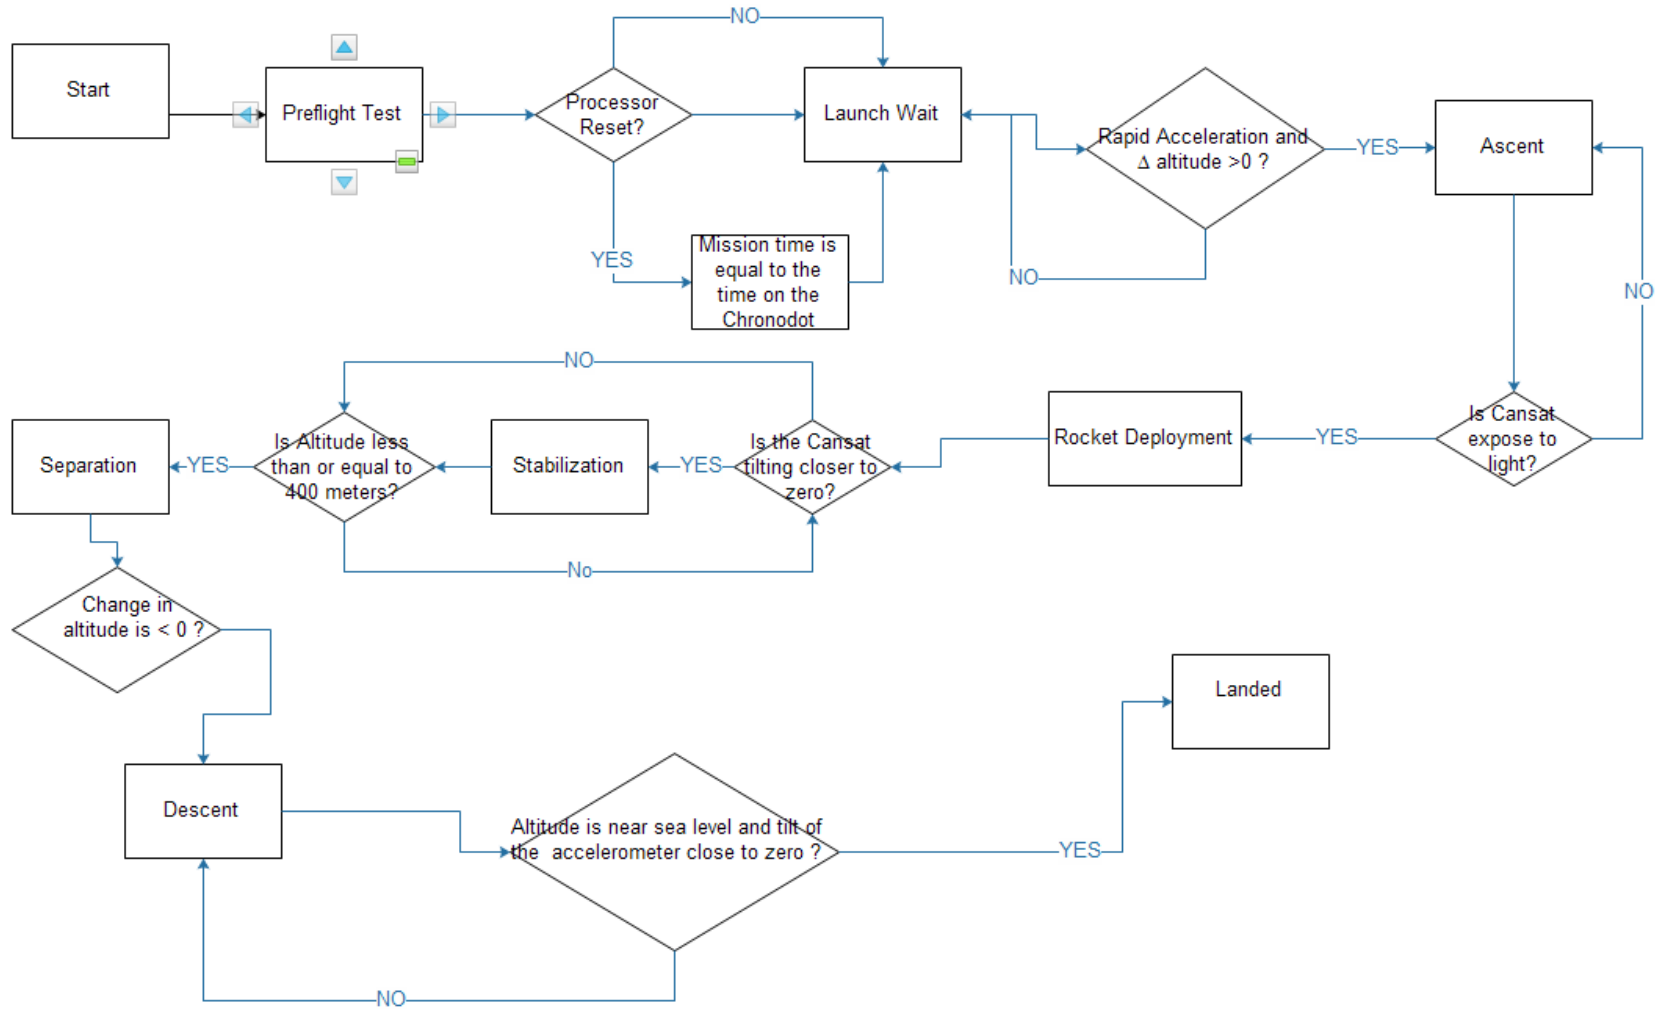 NO
Start
Preflight Test
Processor
Reset?
Launch Wait
Rapid Acceleration and
Δ altitude >0 ?
YES
Ascent
YES
Mission time is
equal to the
time on the
Chronodot
NO
NO
NO
Separation
YES
Is Altitude less
than or equal to
400 meters?
Stabilization
YES
Is the Cansat
tilting closer to
zero?
Rocket Deployment
YES
Is Cansat
expose to
light?
No
Change in
altitude is < 0 ?
Landed
Descent
Altitude is near sea level and tilt of
the accelerometer close to zero ?
YES
NO